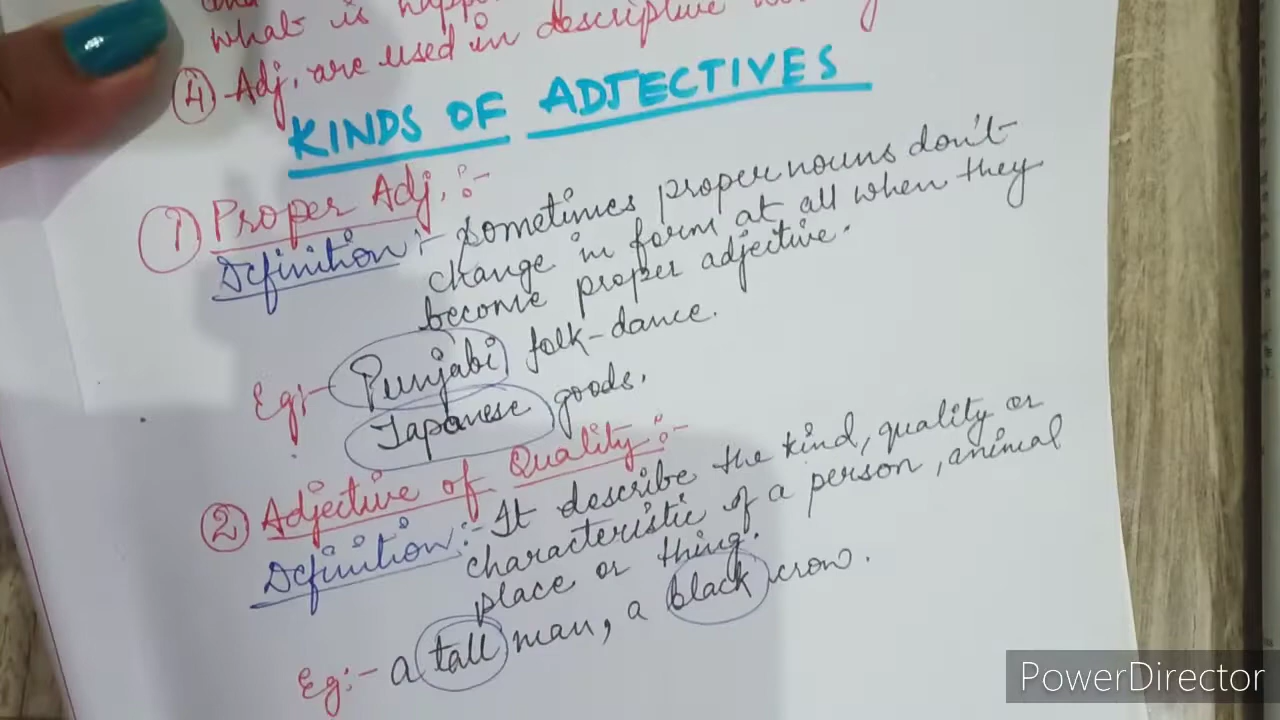 what is
④ Adj. are used in descriptive
KINDS OF ADJECTIVES
① Proper Adj. :-
Definition :- Sometimes proper nouns don't
change in form at all when they
become proper adjective.
Eg:- Punjabi folk-dance.
Japanese goods.
② Adjective of Quality :-
Definition :- It describe the kind, quality or
characteristic of a person, animal
place or thing.
Eg:- a tall man, a black crow.
PowerDirector